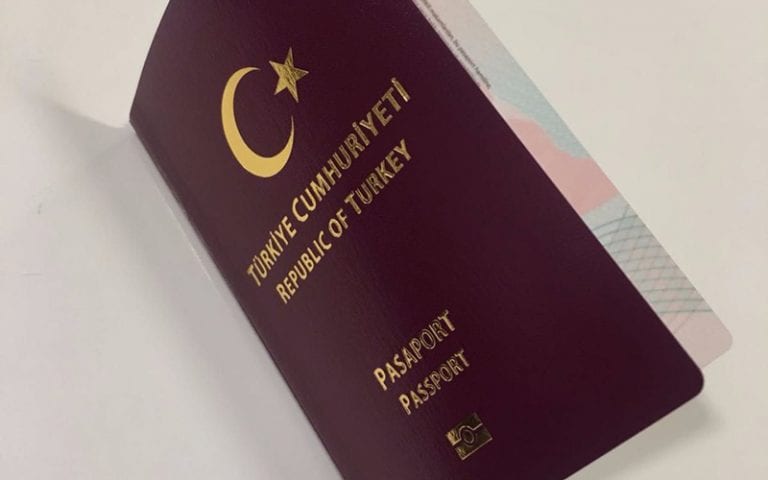 TÜRKİYE CUMHURİYETİ
REPUBLIC OF TURKEY
PASAPORT
PASSPORT